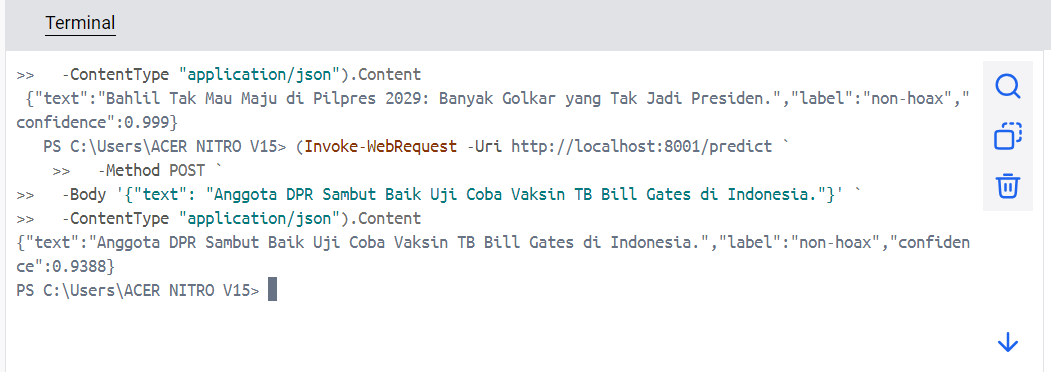 Terminal
>>   -ContentType "application/json").Content
 {"text":"Bahlil Tak Mau Maju di Pilpres 2029: Banyak Golkar yang Tak Jadi Presiden.","label":"non-hoax","
confidence":0.999}
   PS C:\Users\ACER NITRO V15> (Invoke-WebRequest -Uri http://localhost:8001/predict `
    >>   -Method POST `
>>   -Body '{"text": "Anggota DPR Sambut Baik Uji Coba Vaksin TB Bill Gates di Indonesia."}' `
>>   -ContentType "application/json").Content
{"text":"Anggota DPR Sambut Baik Uji Coba Vaksin TB Bill Gates di Indonesia.","label":"non-hoax","confiden
ce":0.9388}
PS C:\Users\ACER NITRO V15>